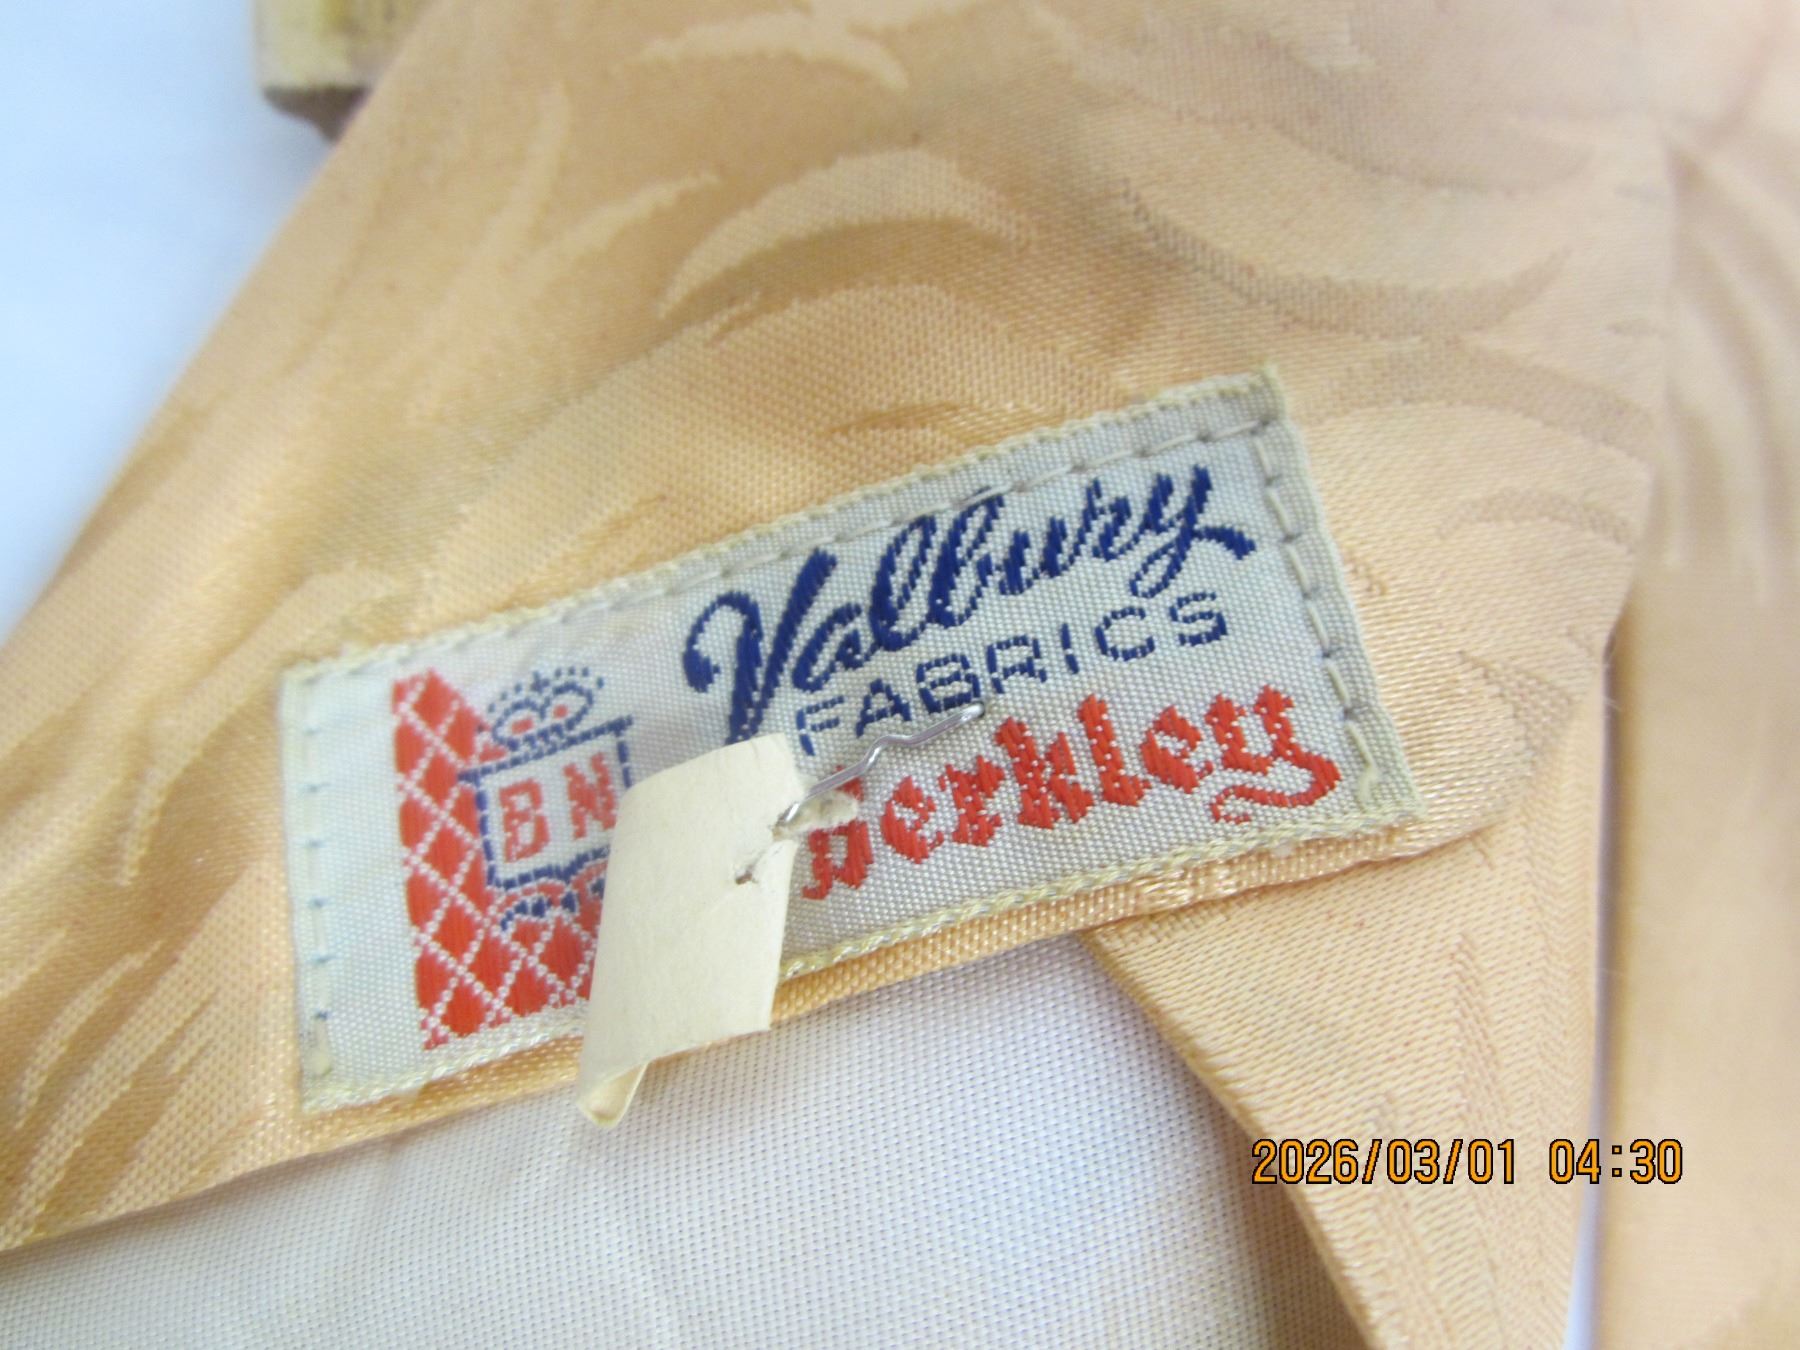 Valbury
FABRICS
Berkley
BN
2026/03/01 04:30